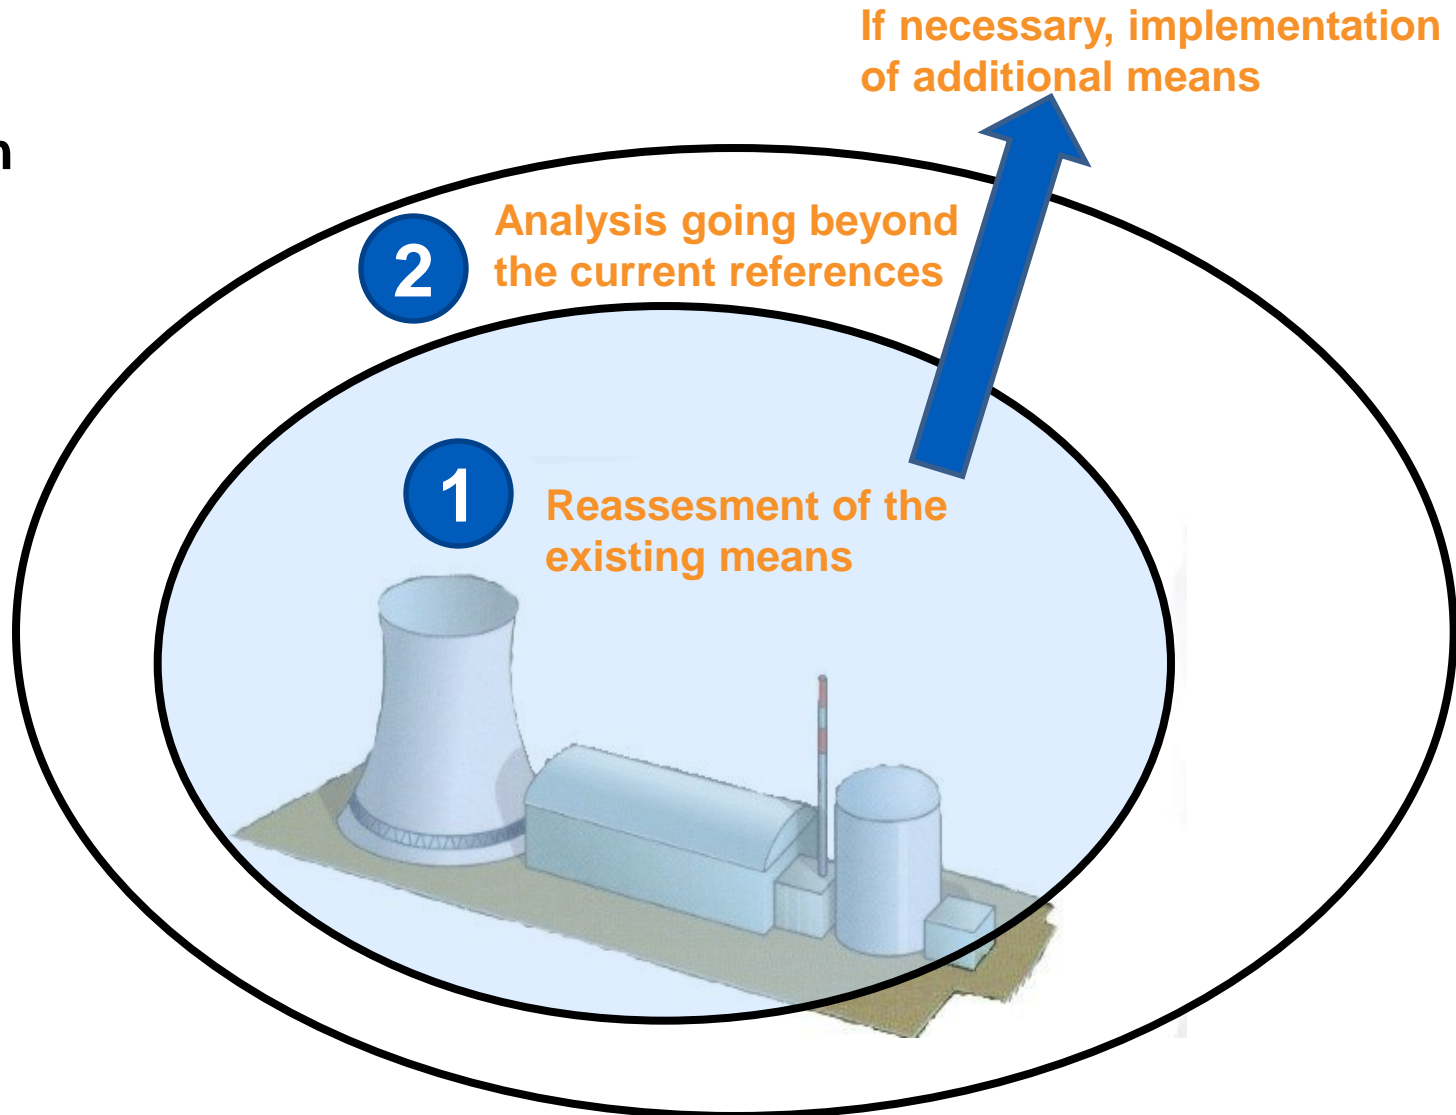 If necessary, implementation
of additional means
n
2
Analysis going beyond
the current references
1
Reassesment of the
existing means